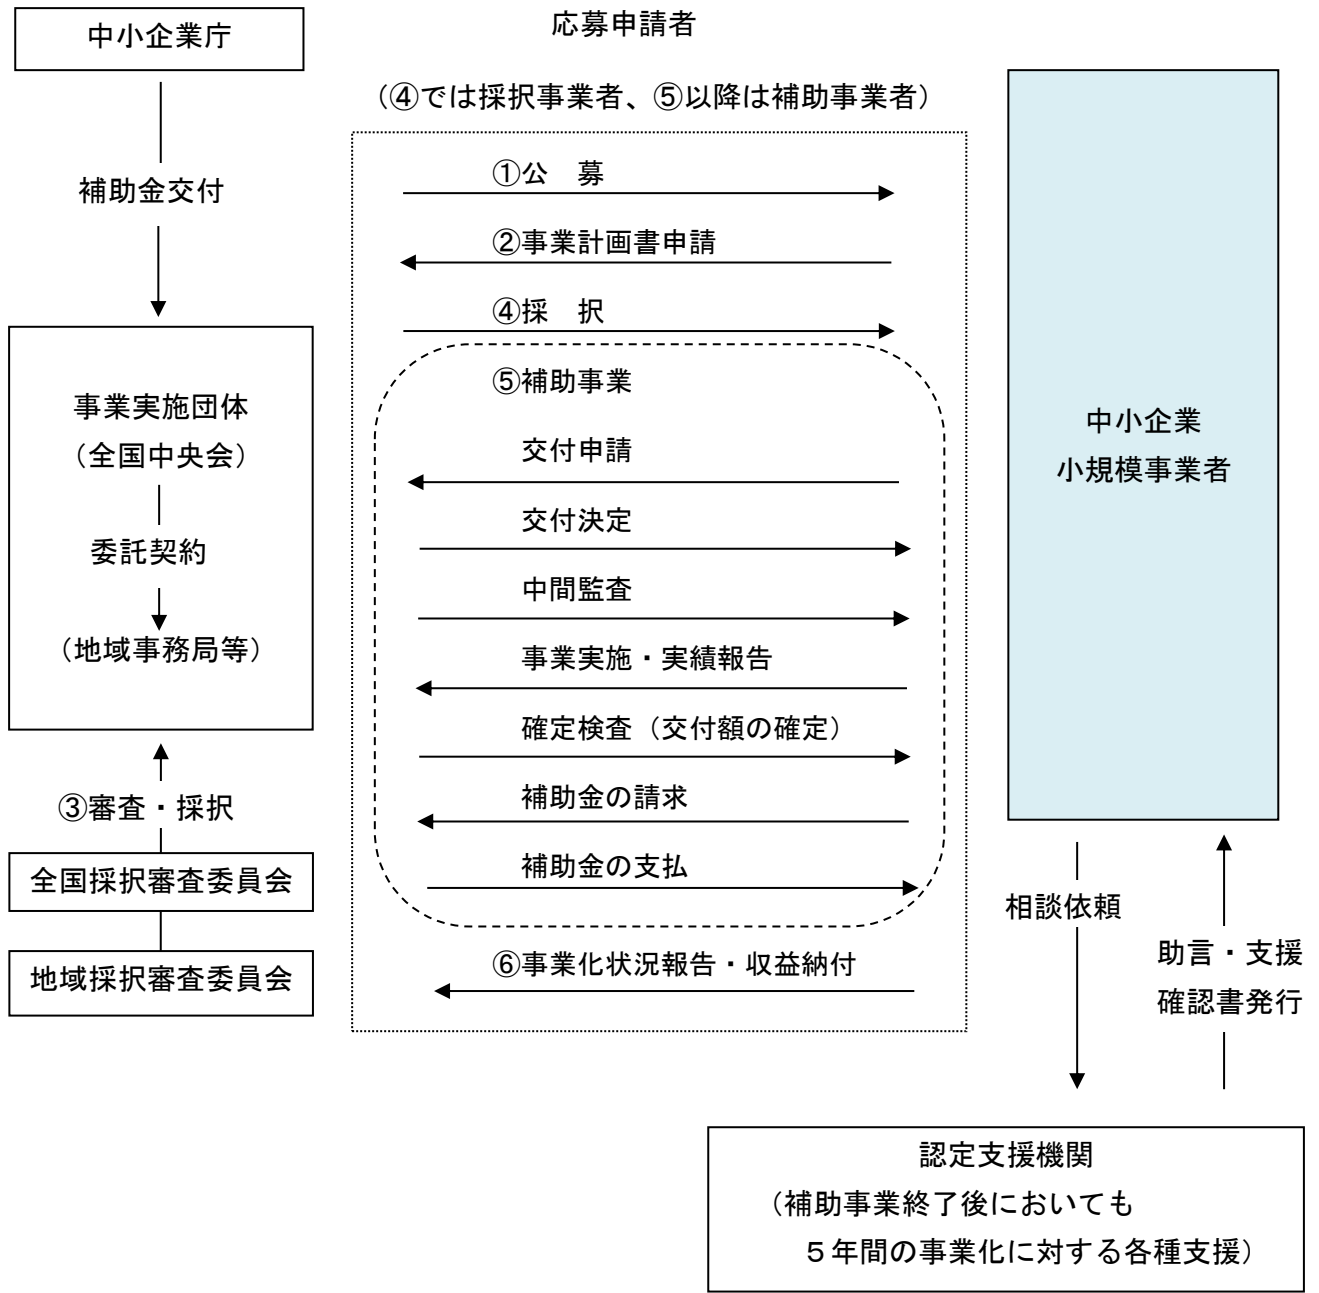 中小企業庁
補助金交付
事業実施団体
（全国中央会）
委託契約
（地域事務局等）
③審査・採択
全国採択審査委員会
地域採択審査委員会
応募申請者
（④では採択事業者、⑤以降は補助事業者）
①公　募
②事業計画書申請
④採　択
⑤補助事業
交付申請
交付決定
中間監査
事業実施・実績報告
確定検査（交付額の確定）
補助金の請求
補助金の支払
⑥事業化状況報告・収益納付
中小企業
小規模事業者
相談依頼
助言・支援
確認書発行
認定支援機関
（補助事業終了後においても
５年間の事業化に対する各種支援）